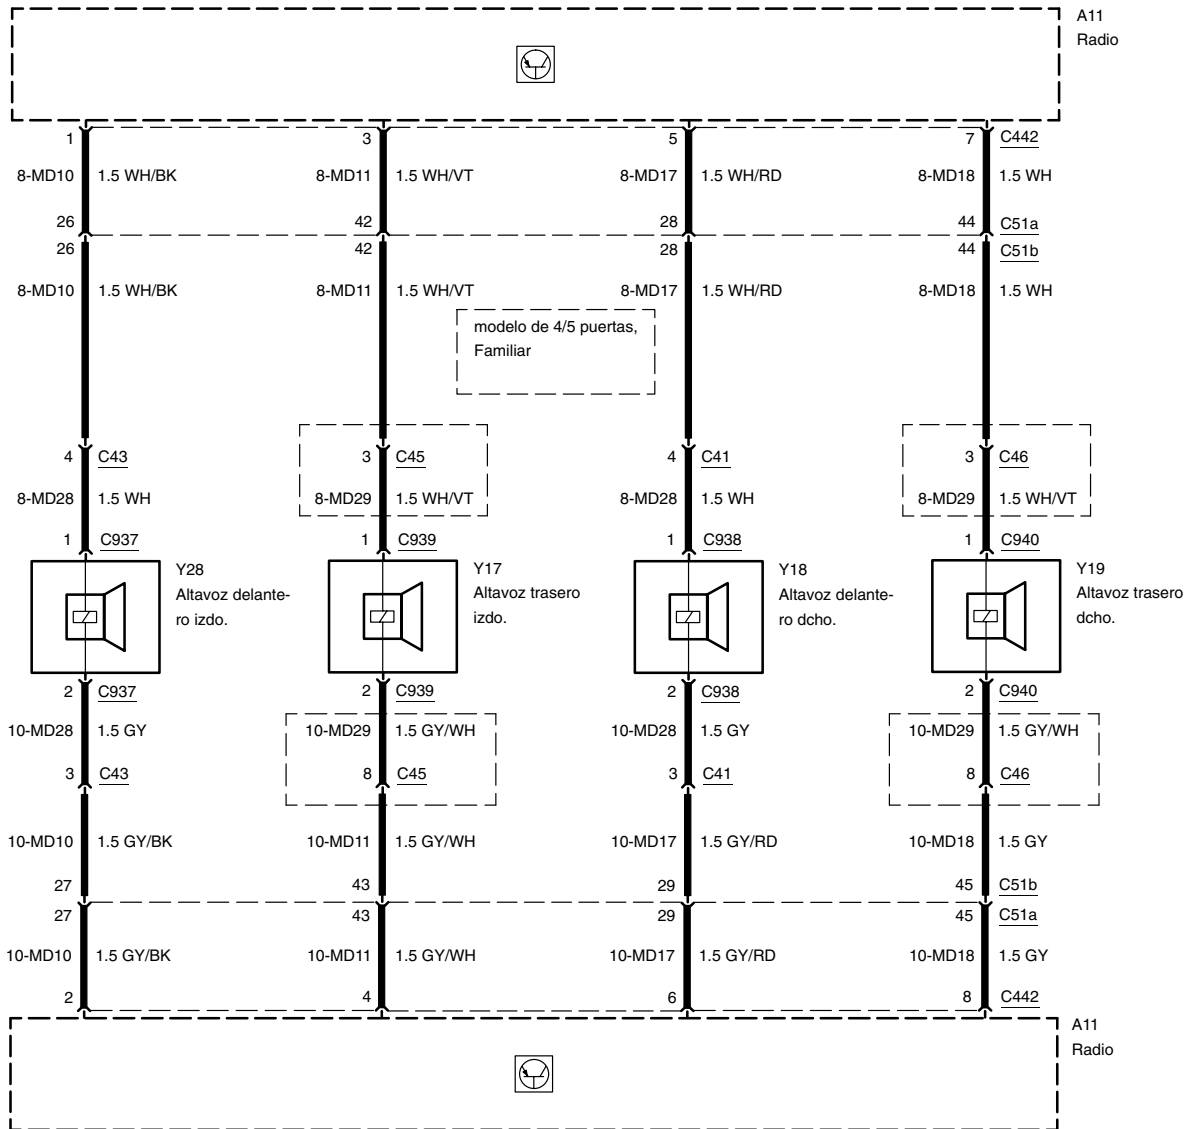 A11
Radio
1 3 5 7 C442
8-MD10 1.5 WH/BK 8-MD11 1.5 WH/VT 8-MD17 1.5 WH/RD 8-MD18 1.5 WH
26 42 28 44 C51a
26 42 28 44 C51b
8-MD10 1.5 WH/BK 8-MD11 1.5 WH/VT 8-MD17 1.5 WH/RD 8-MD18 1.5 WH
modelo de 4/5 puertas,
Familiar
4 C43 3 C45 4 C41 3 C46
8-MD28 1.5 WH 8-MD29 1.5 WH/VT 8-MD28 1.5 WH 8-MD29 1.5 WH/VT
1 C937 1 C939 1 C938 1 C940
Y28
Altavoz delante-
ro izdo.
Y17
Altavoz trasero
izdo.
Y18
Altavoz delante-
ro dcho.
Y19
Altavoz trasero
dcho.
2 C937 2 C939 2 C938 2 C940
10-MD28 1.5 GY 10-MD29 1.5 GY/WH 10-MD28 1.5 GY 10-MD29 1.5 GY/WH
3 C43 8 C45 3 C41 8 C46
10-MD10 1.5 GY/BK 10-MD11 1.5 GY/WH 10-MD17 1.5 GY/RD 10-MD18 1.5 GY
27 43 29 45 C51b
27 43 29 45 C51a
10-MD10 1.5 GY/BK 10-MD11 1.5 GY/WH 10-MD17 1.5 GY/RD 10-MD18 1.5 GY
2 4 6 8 C442
A11
Radio